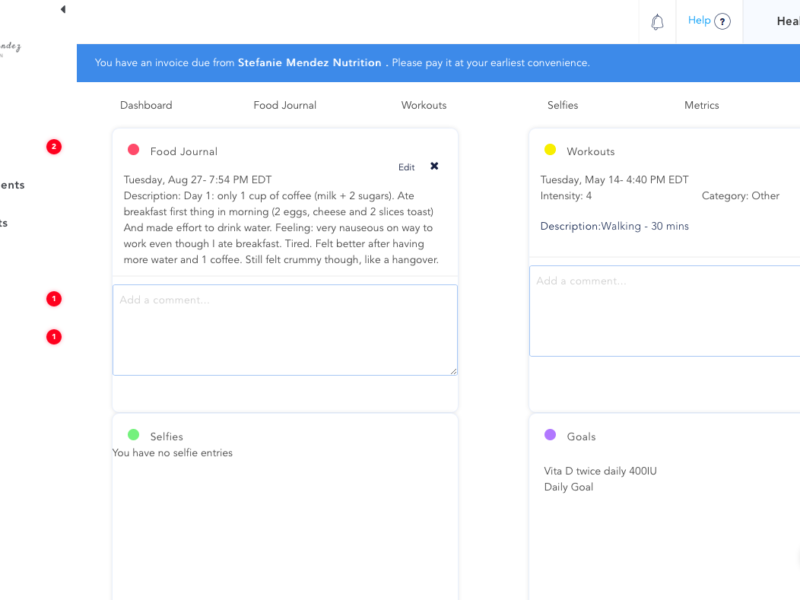 Help ?
Heal
You have an invoice due from Stefanie Mendez Nutrition . Please pay it at your earliest convenience.
Dashboard
Food Journal
Workouts
Selfies
Metrics
endez
2
ents
ts
1
1
Food Journal
Edit
Tuesday, Aug 27- 7:54 PM EDT
Description: Day 1: only 1 cup of coffee (milk + 2 sugars). Ate
breakfast first thing in morning (2 eggs, cheese and 2 slices toast)
And made effort to drink water. Feeling: very nauseous on way to
work even though I ate breakfast. Tired. Felt better after having
more water and 1 coffee. Still felt crummy though, like a hangover.
Add a comment...
Workouts
Tuesday, May 14- 4:40 PM EDT
Intensity: 4
Category: Other
Description:Walking - 30 mins
Add a comment...
Selfies
You have no selfie entries
Goals
Vita D twice daily 400IU
Daily Goal